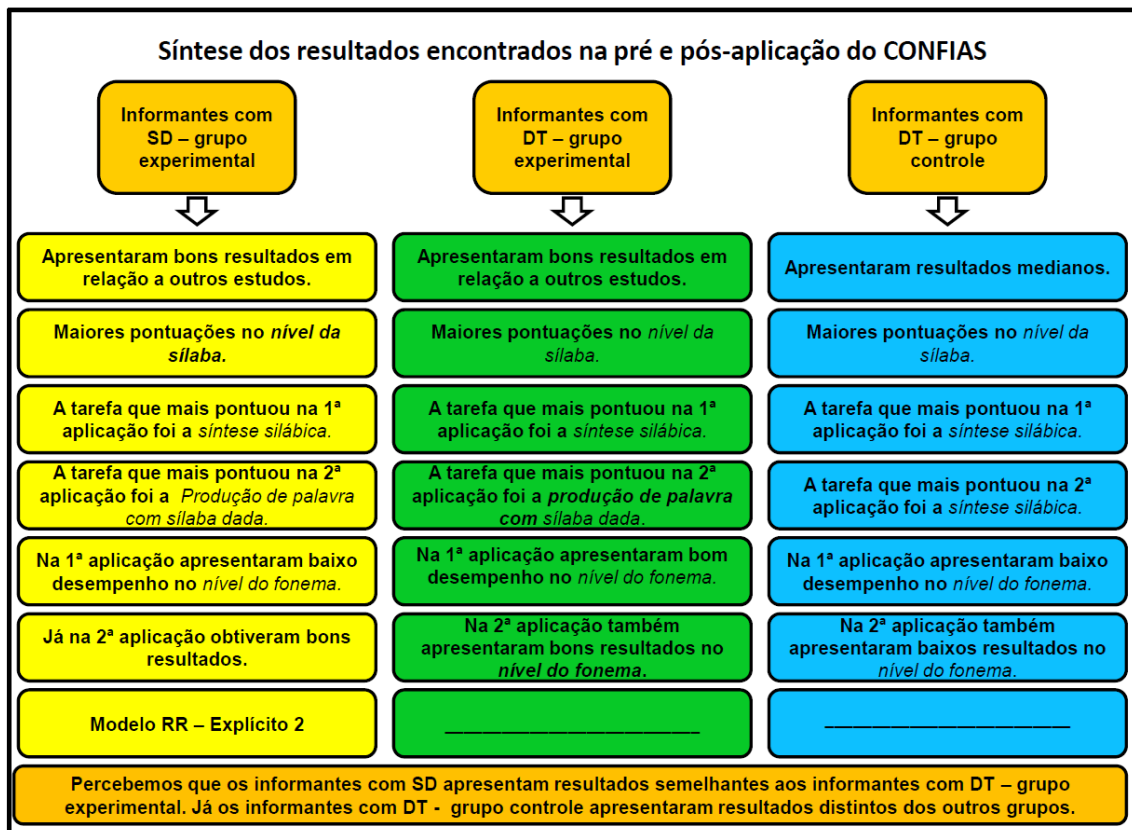 Síntese dos resultados encontrados na pré e pós-aplicação do CONFIAS
Informantes com
SD – grupo
experimental
Informantes com
DT – grupo
experimental
Informantes com
DT – grupo
controle
Apresentaram bons resultados em
relação a outros estudos.
Apresentaram bons resultados em
relação a outros estudos.
Apresentaram resultados medianos.
Maiores pontuações no nível da
sílaba.
Maiores pontuações no nível da
sílaba.
Maiores pontuações no nível da
sílaba.
A tarefa que mais pontuou na 1ª
aplicação foi a síntese silábica.
A tarefa que mais pontuou na 1ª
aplicação foi a síntese silábica.
A tarefa que mais pontuou na 1ª
aplicação foi a síntese silábica.
A tarefa que mais pontuou na 2ª
aplicação foi a Produção de palavra
com sílaba dada.
A tarefa que mais pontuou na 2ª
aplicação foi a produção de palavra
com sílaba dada.
A tarefa que mais pontuou na 2ª
aplicação foi a síntese silábica.
Na 1ª aplicação apresentaram baixo
desempenho no nível do fonema.
Na 1ª aplicação apresentaram bom
desempenho no nível do fonema.
Na 1ª aplicação apresentaram baixo
desempenho no nível do fonema.
Já na 2ª aplicação obtiveram bons
resultados.
Na 2ª aplicação também
apresentaram bons resultados no
nível do fonema.
Na 2ª aplicação também
apresentaram baixos resultados no
nível do fonema.
Modelo RR – Explícito 2
Percebemos que os informantes com SD apresentam resultados semelhantes aos informantes com DT – grupo
experimental. Já os informantes com DT - grupo controle apresentaram resultados distintos dos outros grupos.